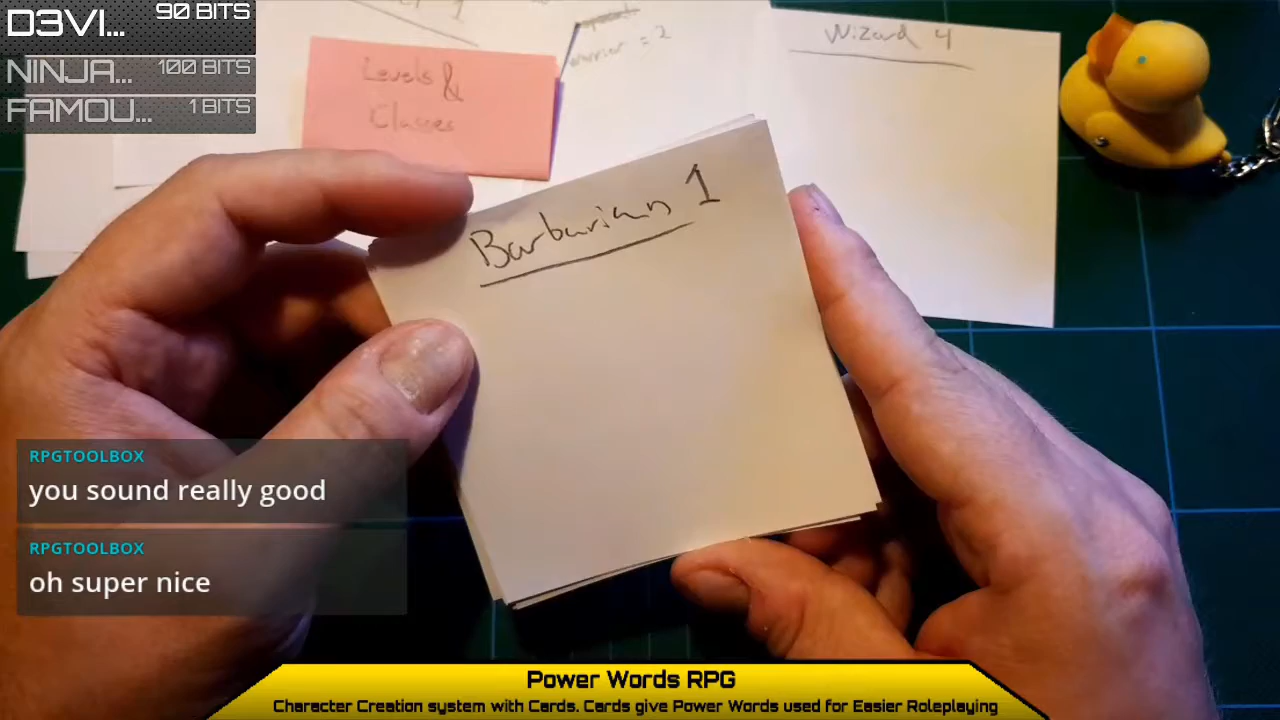 D3VI... 90 BITS
NINJA... 100 BITS
FAMOU... 1 BITS
Levels &
Classes
= 2
Wizard 4
Barbarian 1
RPGTOOLBOX
you sound really good
RPGTOOLBOX
oh super nice
Power Words RPG
Character Creation system with Cards. Cards give Power Words used for Easier Roleplaying